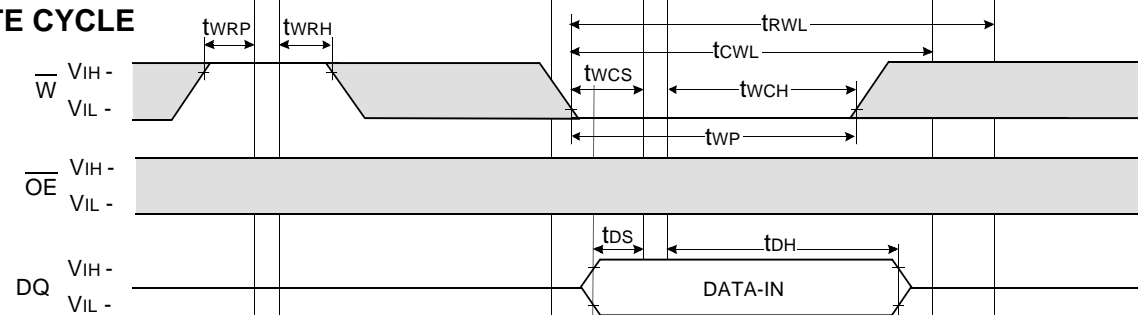 TE CYCLE
tWRP
tWRH
tRWL
tCWL
W
VIH -
VIL -
tWCS
tWCH
tWP
OE
VIH -
VIL -
tDS
tDH
DQ
VIH -
VIL -
DATA-IN